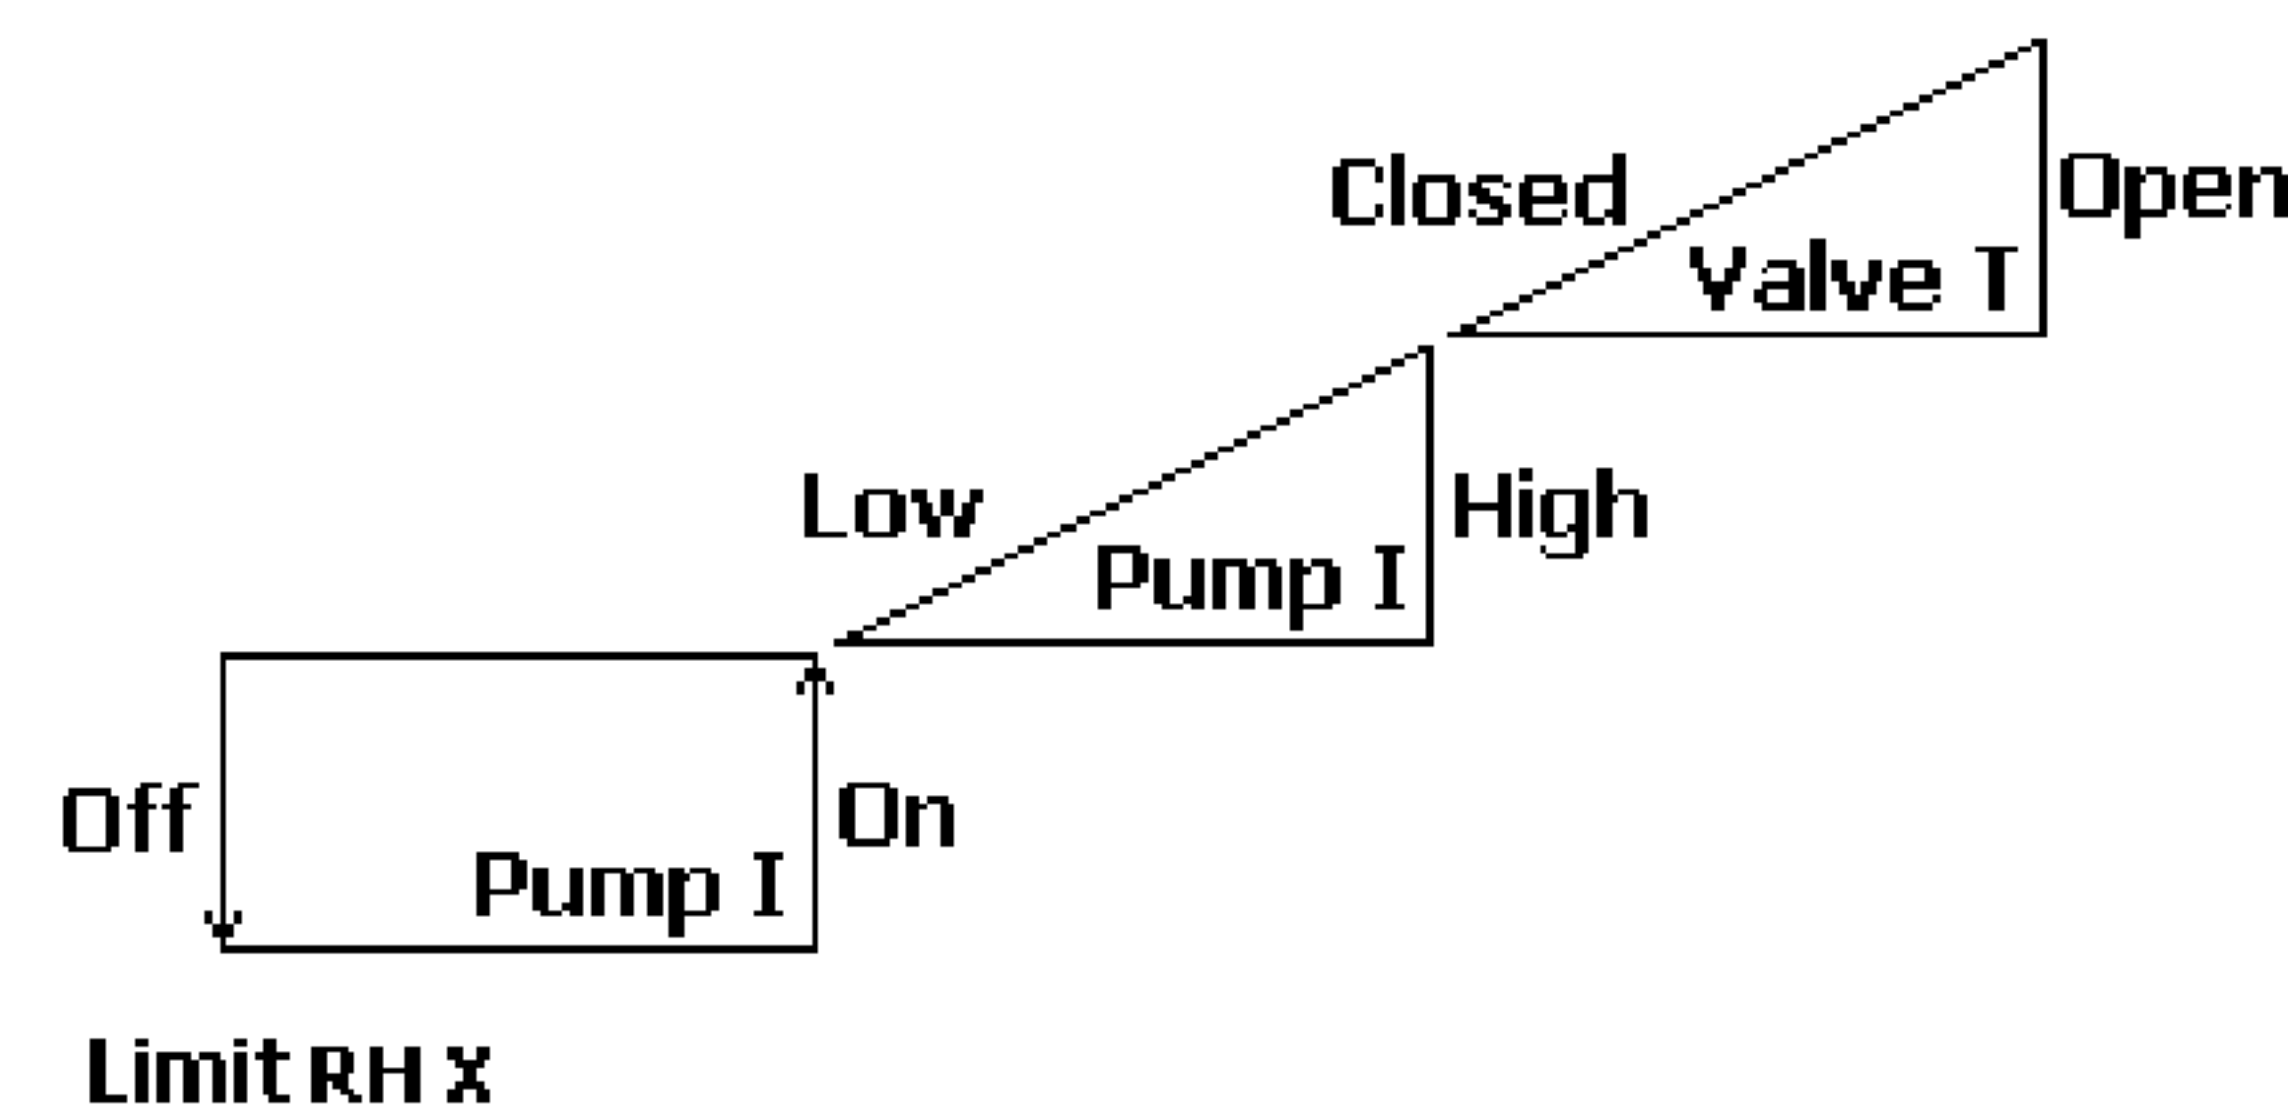 Closed
Open
Valve T
Low
High
Pump I
Off
On
Pump I
Limit RH X